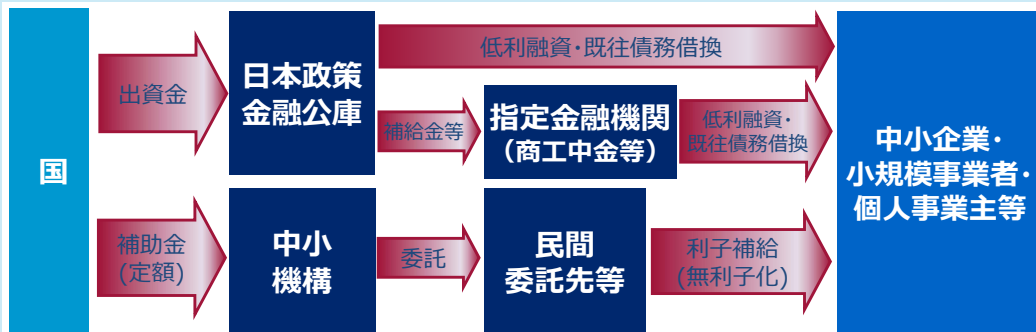 国
出資金
日本政策
金融公庫
低利融資・既往債務借換
補給金等
指定金融機関
（商工中金等）
低利融資・
既往債務借換
補助金
(定額)
中小
機構
委託
民間
委託先等
利子補給
(無利子化)
中小企業・
小規模事業者・
個人事業主等